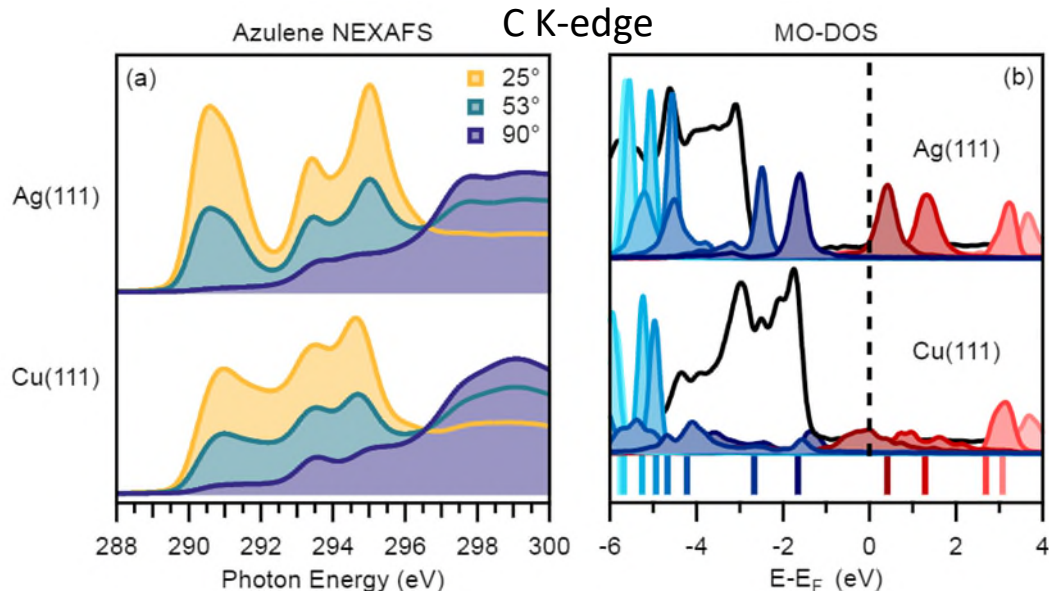 C K-edge
Azulene NEXAFS
MO-DOS
(a)
25°
53°
90°
Ag(111)
Cu(111)
288 290 292 294 296 298 300
Photon Energy (eV)
(b)
Ag(111)
Cu(111)
-6 -4 -2 0 2 4
E-E_F (eV)